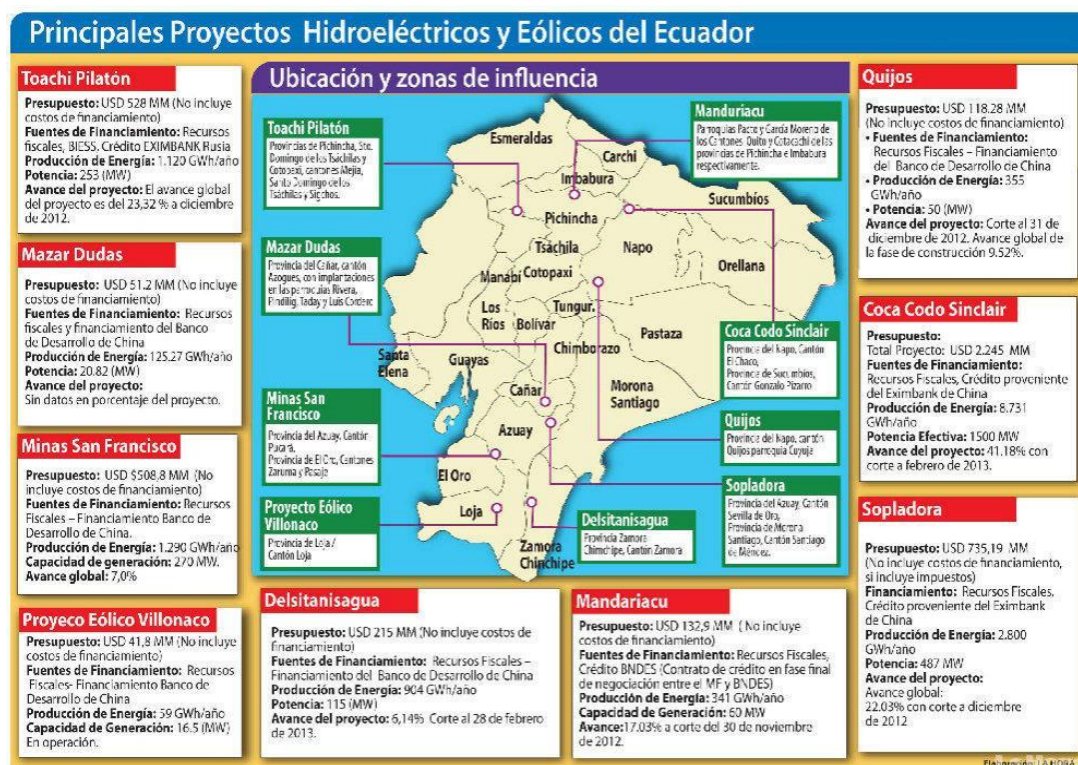 Principales Proyectos Hidroeléctricos y Eólicos del Ecuador
Toachi Pilatón
Presupuesto: USD 528 MM (No incluye
costos de financiamiento)
Fuentes de Financiamiento: Recursos
fiscales, BIESS, Crédito EXIMBANK Rusia
Producción de Energía: 1.120 GWh/año
Potencia: 253 (MW)
Avance del proyecto: El avance global
del proyecto es del 23,32 % a diciembre
de 2012.
Mazar Dudas
Presupuesto: USD 51.2 MM (No incluye
costos de financiamiento)
Fuentes de Financiamiento: Recursos
fiscales y financiamiento del Banco
de Desarrollo de China
Producción de Energía: 125.27 GWh/año
Potencia: 20.82 (MW)
Avance del proyecto:
Sin datos en porcentaje del proyecto.
Minas San Francisco
Presupuesto: USD $508,8 MM (No
incluye costos de financiamiento)
Fuentes de Financiamiento: Recursos
Fiscales – Financiamiento Banco de
Desarrollo de China.
Producción de Energía: 1.290 GWh/año
Capacidad de generación: 270 MW.
Avance global: 7,0%
Proyeco Eólico Villonaco
Presupuesto: USD 41,8 MM (No incluye
costos de financiamiento)
Fuentes de Financiamiento: Recursos
Fiscales- Financiamiento Banco de
Desarrollo de China
Producción de Energía: 59 GWh/año
Capacidad de Generación: 16.5 (MW)
En operación.
Ubicación y zonas de influencia
Toachi Pilatón
Provincias de Pichincha, Sto.
Domingo de los Tsáchilas y
Cotopaxi, cantones Mejía,
Santo Domingo de los
Tsáchilas y Sigchos.
Mazar Dudas
Provincia del Cañar, cantón
Azogues, con implantaciones
en las parroquias Rivera,
Pindilig, Taday y Luis Cordero
Minas San
Francisco
Provincia del Azuay, Cantón
Pucará,
Provincia de El Oro, Cantones
Zaruma y Pasaje
Proyecto Eólico
Villonaco
Provincia de Loja /
Cantón Loja
Manduriacu
Parroquias Pacto y García Moreno de
los Cantones Quito y Cotacachi de las
provincias de Pichincha e Imbabura
respectivamente.
Esmeraldas
Carchi
Imbabura
Sucumbíos
Pichincha
Tsáchila
Napo
Orellana
Manabí
Cotopaxi
Los
Ríos
Bolívar
Tungur.
Pastaza
Chimborazo
Santa
Elena
Guayas
Cañar
Morona
Santiago
Azuay
El Oro
Loja
Zamora
Chinchipe
Coca Codo Sinclair
Provincia del Napo, Cantón
El Chaco,
Provincia de Sucumbios,
Cantón Gonzalo Pizarro
Quijos
Provincia del Napo, cantón
Quijos parroquia Cuyuja
Sopladora
Provincia del Azuay, Cantón
Sevilla de Oro,
Provincia de Morona
Santiago, Cantón Santiago
de Méndez.
Delsitanisagua
Provincia Zamora
Chimchipe, Cantón Zamora
Delsitanisagua
Presupuesto: USD 215 MM (No incluye costos de
financiamiento)
Fuentes de Financiamiento: Recursos Fiscales –
Financiamiento del Banco de Desarrollo de China
Producción de Energía: 904 GWh/año
Potencia: 115 (MW)
Avance del proyecto: 6,14% Corte al 28 de febrero
de 2013.
Mandariacu
Presupuesto: USD 132,9 MM ( No incluye
costos de financiamiento)
Fuentes de Financiamiento: Recursos Fiscales,
Crédito BNDES (Contrato de crédito en fase final
de negociación entre el MF y BNDES)
Producción de Energía: 341 GWh/año
Capacidad de Generación: 60 MW
Avance:17.03% a corte del 30 de noviembre
de 2012.
Quijos
Presupuesto: USD 118.28 MM
(No incluye costos de financiamiento)
• Fuentes de Financiamiento:
Recursos Fiscales – Financiamiento
del Banco de Desarrollo de China
• Producción de Energía: 355
GWh/año
• Potencia: 50 (MW)
Avance del proyecto: Corte al 31 de
diciembre de 2012. Avance global de
la fase de construcción 9.52%.
Coca Codo Sinclair
Presupuesto:
Total Proyecto: USD 2.245 MM
Fuentes de Financiamiento:
Recursos Fiscales, Crédito proveniente
del Eximbank de China
Producción de Energía: 8.731
GWh/año
Potencia Efectiva: 1500 MW
Avance del proyecto: 41.18% con
corte a febrero de 2013.
Sopladora
Presupuesto: USD 735,19 MM
(No incluye costos de financiamiento,
si incluye impuestos)
Financiamiento: Recursos Fiscales.
Crédito proveniente del Eximbank
de China
Producción de Energía: 2.800
GWh/año
Potencia: 487 MW
Avance del proyecto:
Avance global:
22.03% con corte a diciembre
de 2012
Elaboración: LA HORA